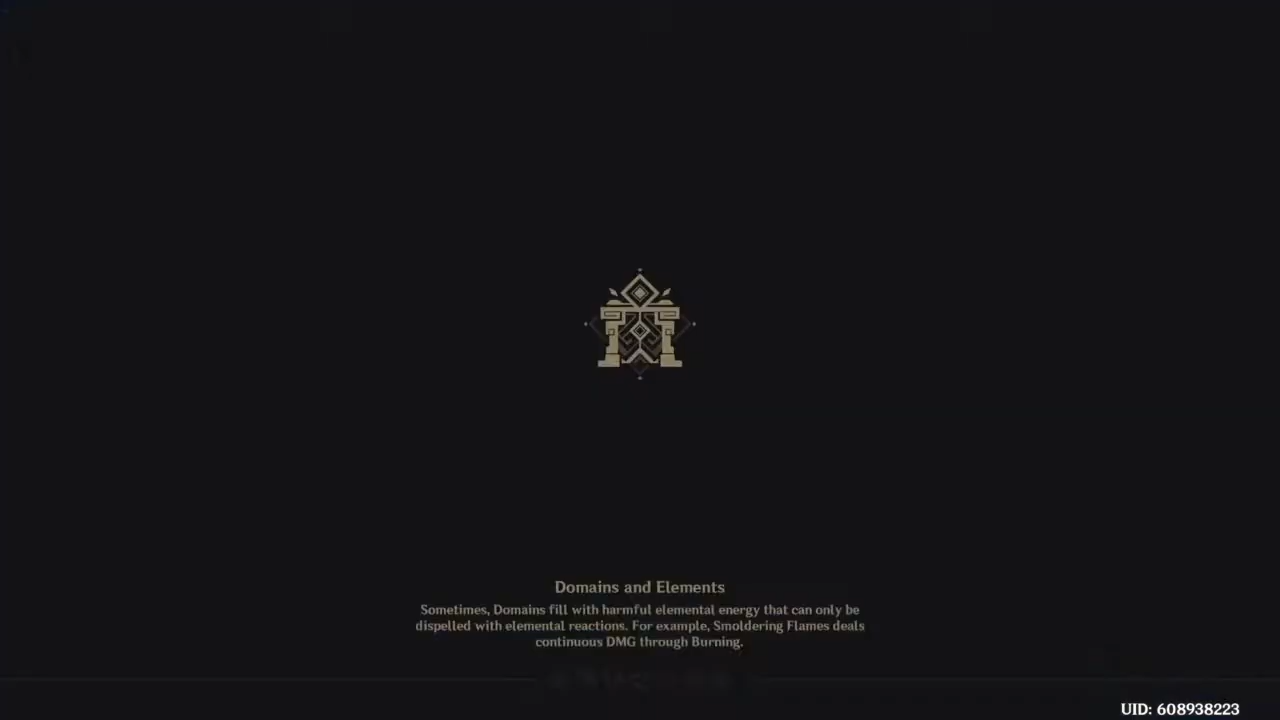 Domains and Elements
Sometimes, Domains fill with harmful elemental energy that can only be
dispelled with elemental reactions. For example, Smoldering Flames deals
continuous DMG through Burning.
UID: 608938223